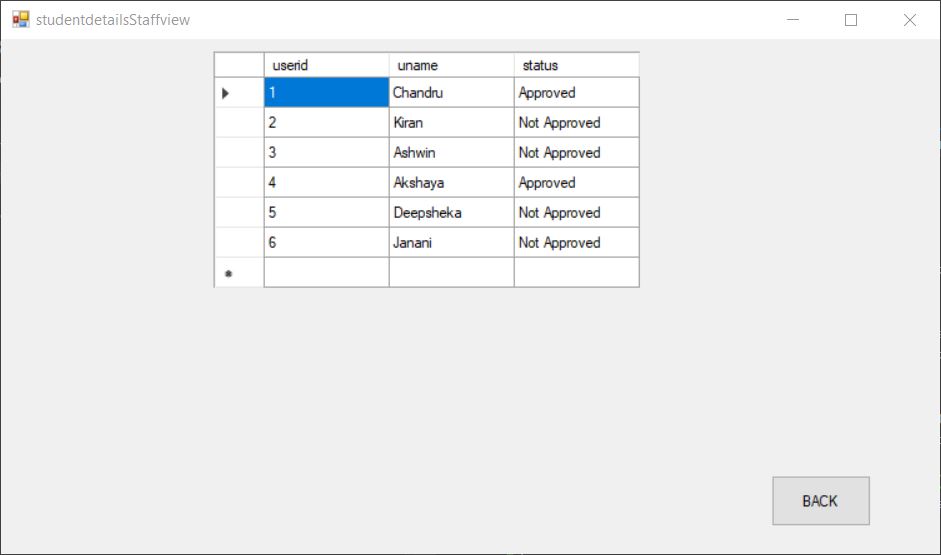 studentdetailsStaffview
userid uname status
1 Chandru Approved
2 Kiran Not Approved
3 Ashwin Not Approved
4 Akshaya Approved
5 Deepsheka Not Approved
6 Janani Not Approved
BACK